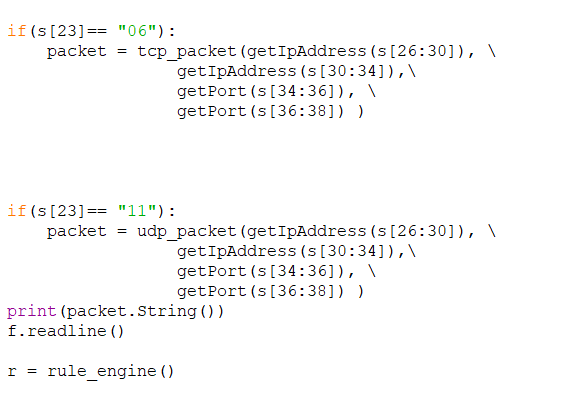 if(s[23]== "06"):
    packet = tcp_packet(getIpAddress(s[26:30]), \
                 getIpAddress(s[30:34]),\
                 getPort(s[34:36]), \
                 getPort(s[36:38]) )
if(s[23]== "11"):
    packet = udp_packet(getIpAddress(s[26:30]), \
                 getIpAddress(s[30:34]),\
                 getPort(s[34:36]), \
                 getPort(s[36:38]) )
print(packet.String())
f.readline()
r = rule_engine()